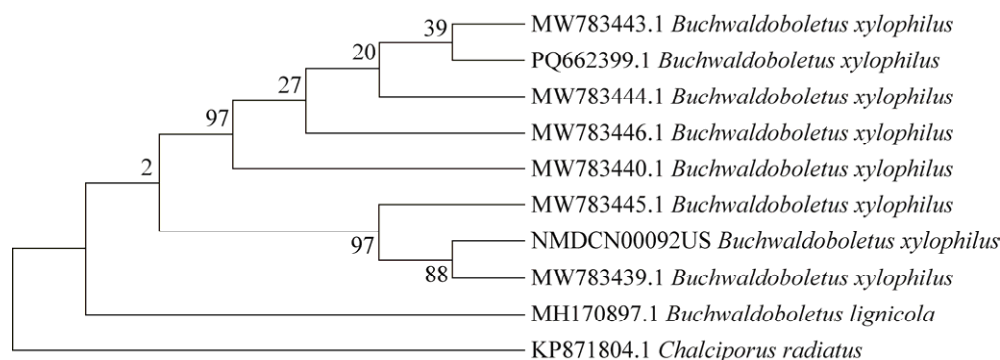 39
MW783443.1 Buchwaldoboletus xylophilus
20
PQ662399.1 Buchwaldoboletus xylophilus
27
MW783444.1 Buchwaldoboletus xylophilus
97
MW783446.1 Buchwaldoboletus xylophilus
2
MW783440.1 Buchwaldoboletus xylophilus
MW783445.1 Buchwaldoboletus xylophilus
97
NMDCN00092US Buchwaldoboletus xylophilus
88
MW783439.1 Buchwaldoboletus xylophilus
MH170897.1 Buchwaldoboletus lignicola
KP871804.1 Chalciporus radiatus